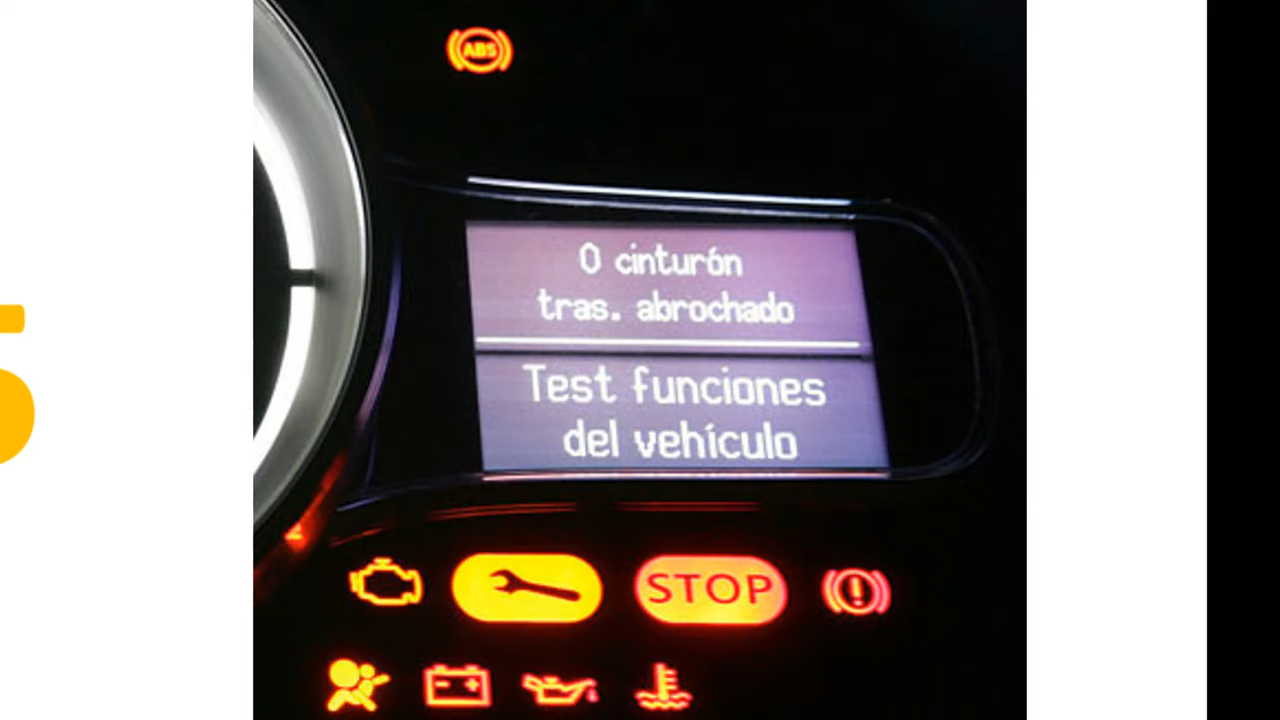 ABS
0 cinturón
tras. abrochado
Test funciones
del vehículo
STOP